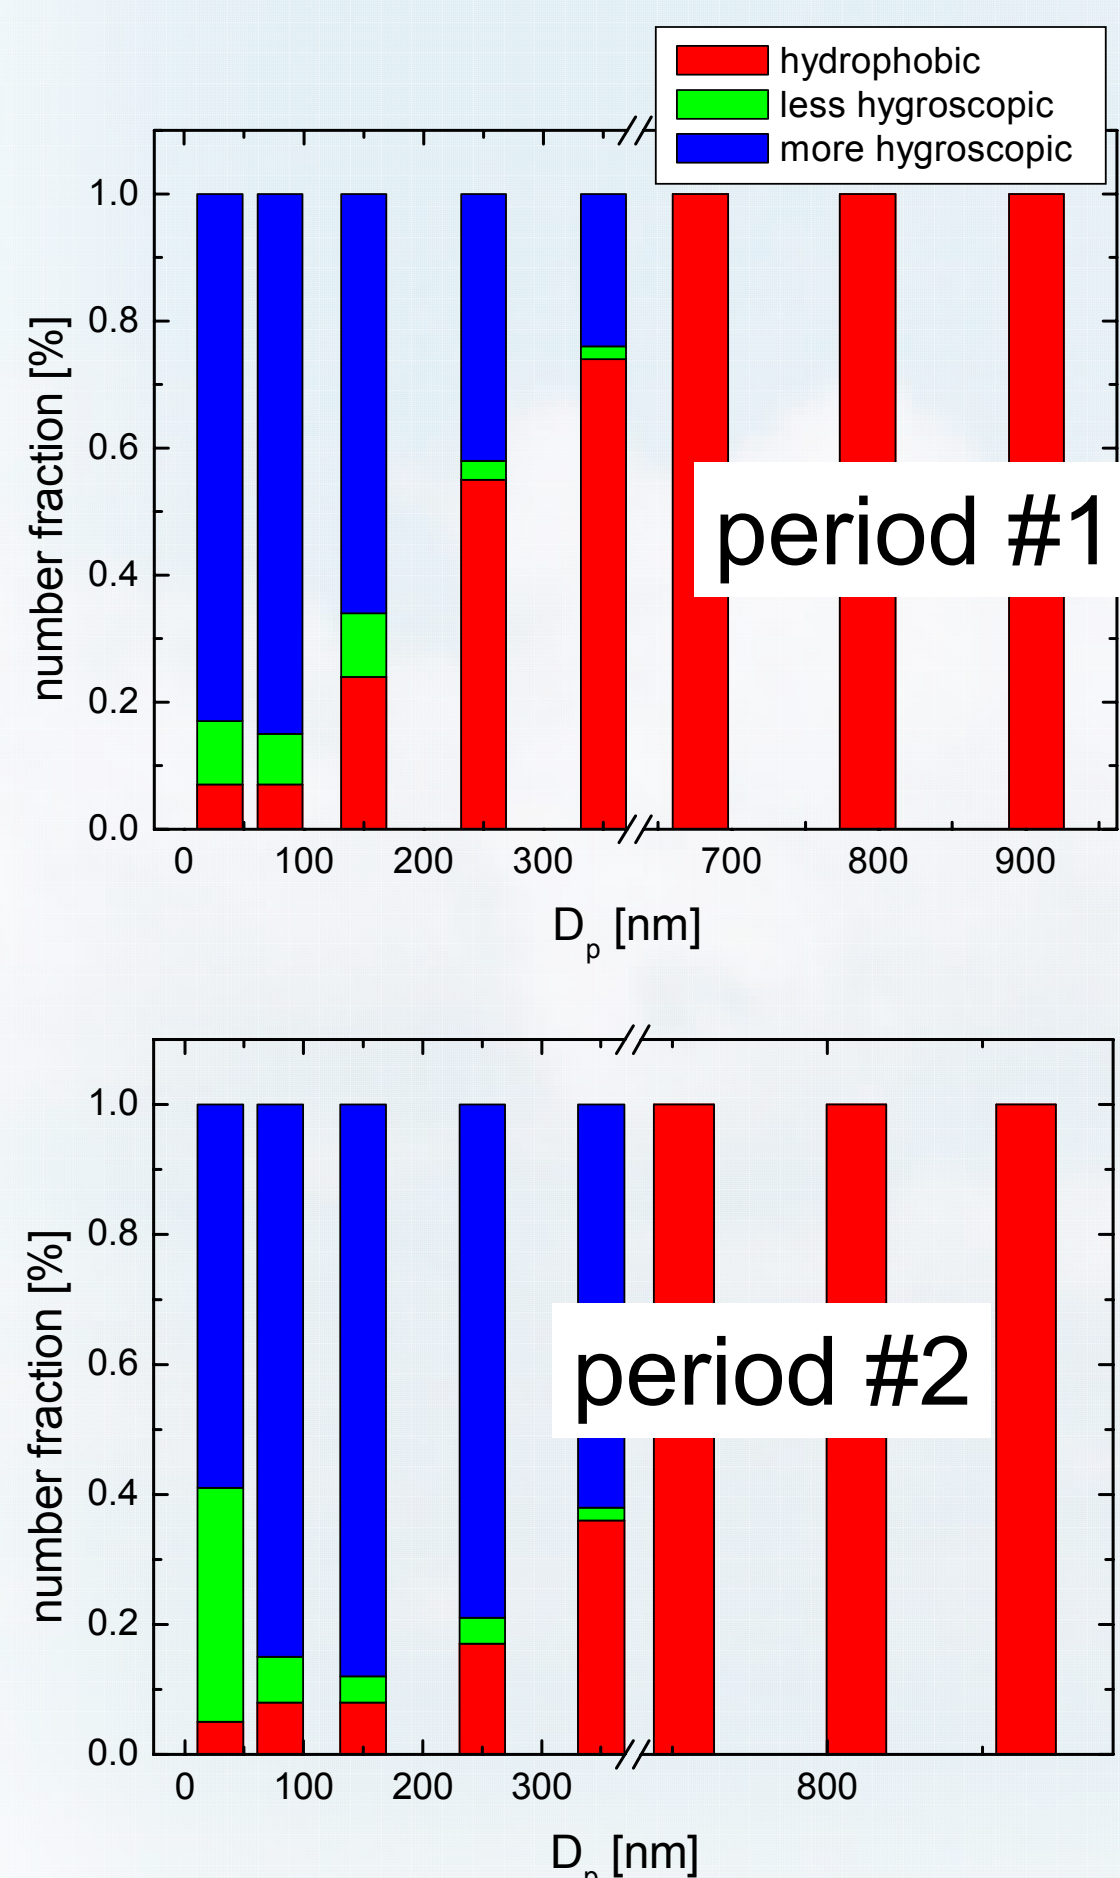 hydrophobic
less hygroscopic
more hygroscopic
1.0
0.8
0.6
0.4
0.2
0.0
number fraction [%]
period #1
0 100 200 300 700 800 900
Dp [nm]
1.0
0.8
0.6
0.4
0.2
0.0
number fraction [%]
period #2
0 100 200 300 800
Dp [nm]